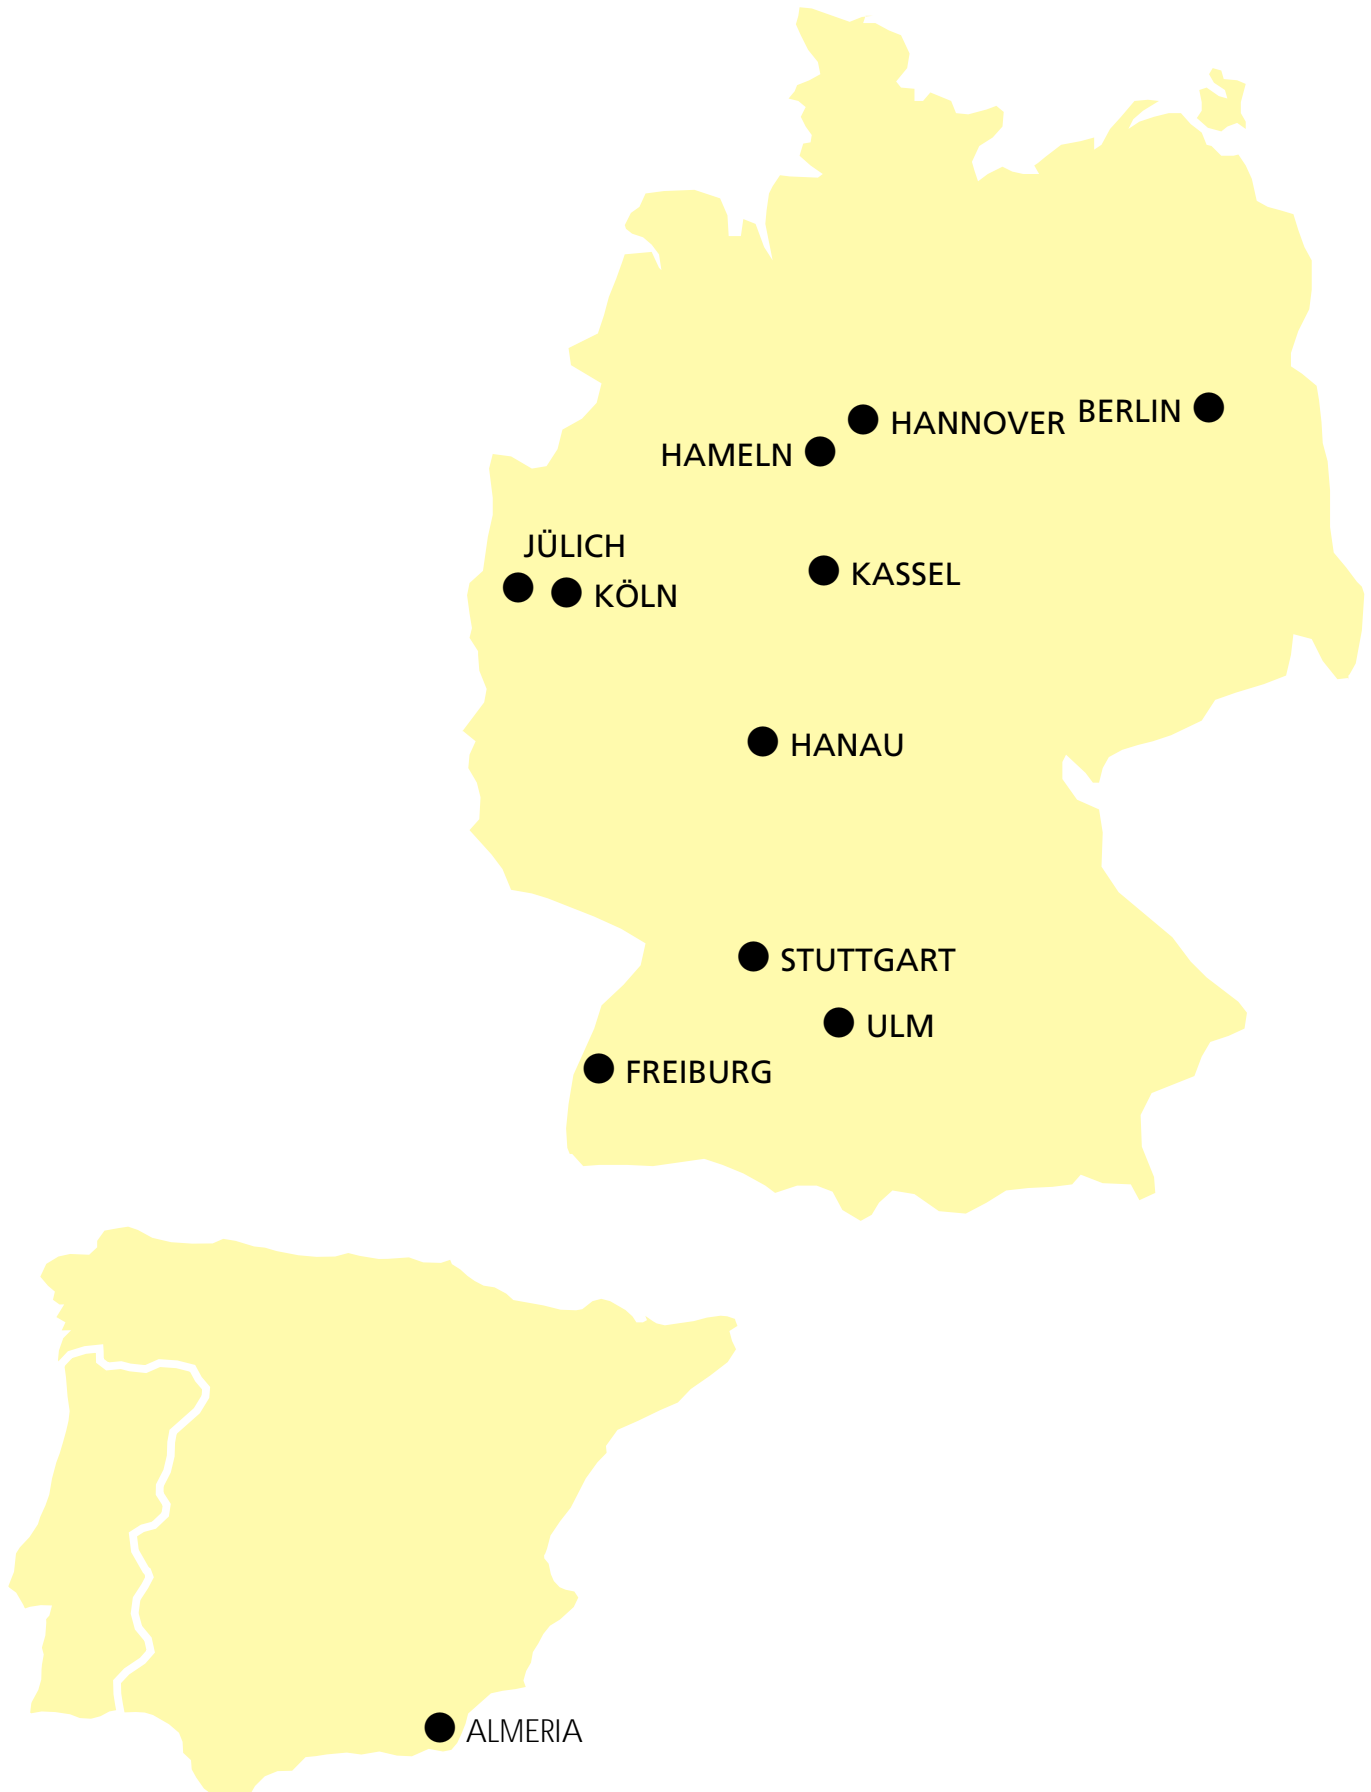 HANNOVER
BERLIN
HAMELN
JÜLICH
KASSEL
KÖLN
HANAU
STUTTGART
ULM
FREIBURG
ALMERIA